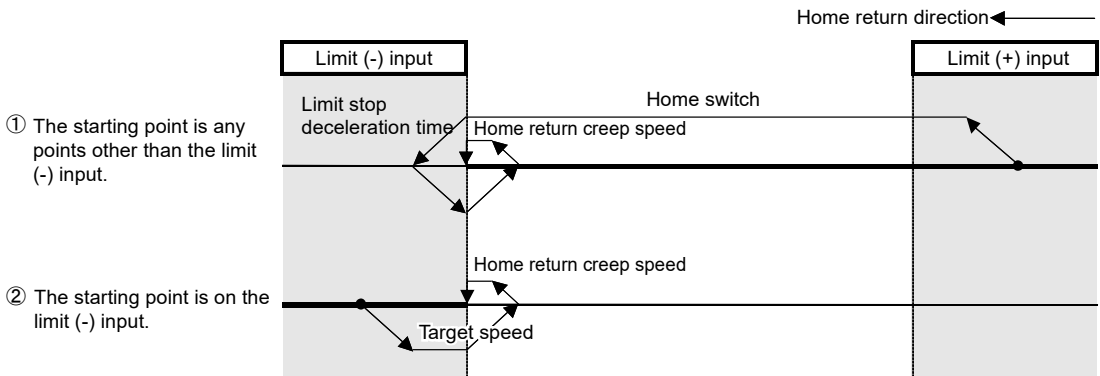 Home return direction
Limit (-) input
Limit (+) input
Limit stop
deceleration time
Home switch
Home return creep speed
① The starting point is any
points other than the limit
(-) input.
Home return creep speed
② The starting point is on the
limit (-) input.
Target speed